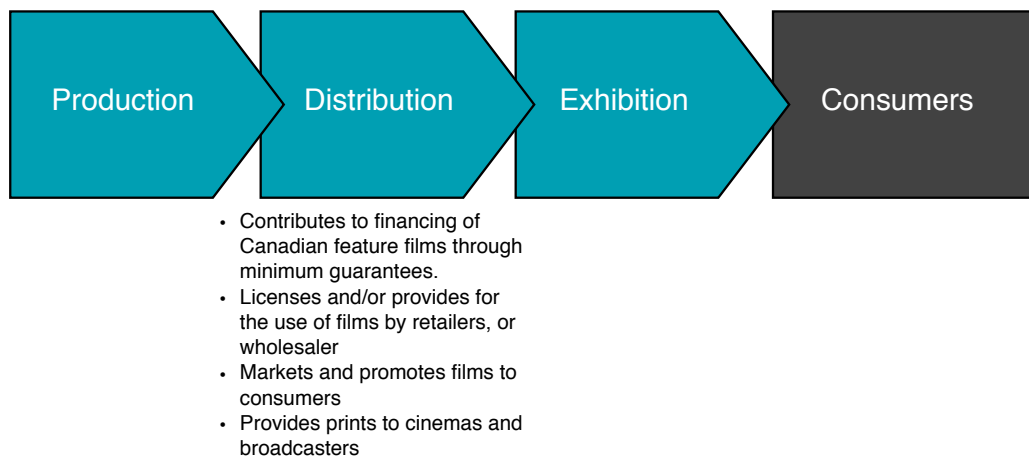 Production
Distribution
Exhibition
Consumers
• Contributes to financing of
Canadian feature films through
minimum guarantees.
• Licenses and/or provides for
the use of films by retailers, or
wholesaler
• Markets and promotes films to
consumers
• Provides prints to cinemas and
broadcasters